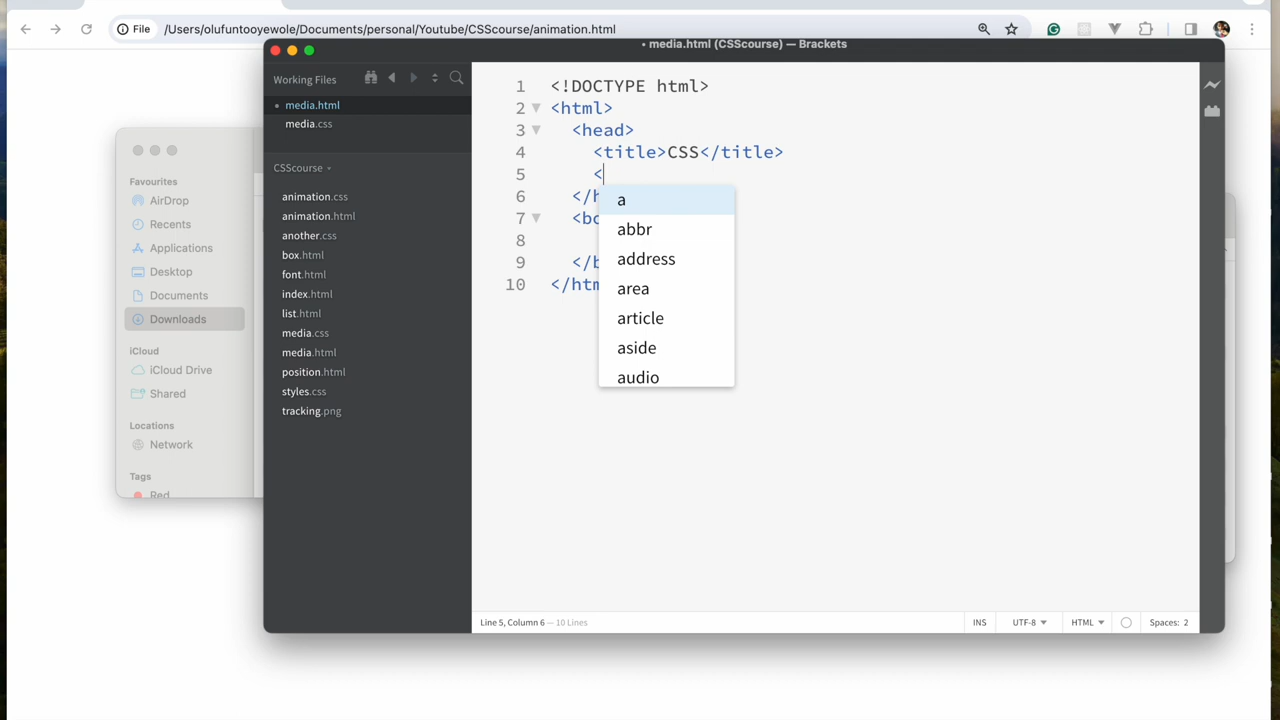 File
/Users/olufuntooyewole/Documents/personal/Youtube/CSScourse/animation.html
• media.html (CSScourse) — Brackets
Working Files
• media.html
media.css
CSScourse
animation.css
animation.html
another.css
box.html
font.html
index.html
list.html
media.css
media.html
position.html
styles.css
tracking.png
Favourites
AirDrop
Recents
Applications
Desktop
Documents
Downloads
iCloud
iCloud Drive
Shared
Locations
Network
Tags
Red
1 <!DOCTYPE html>
2 <html>
3 <head>
4 <title>CSS</title>
5 <
6 </h
7 <bo
8
9 </b
10 </htm
a
abbr
address
area
article
aside
audio
Line 5, Column 6 — 10 Lines
INS
UTF-8
HTML
Spaces: 2